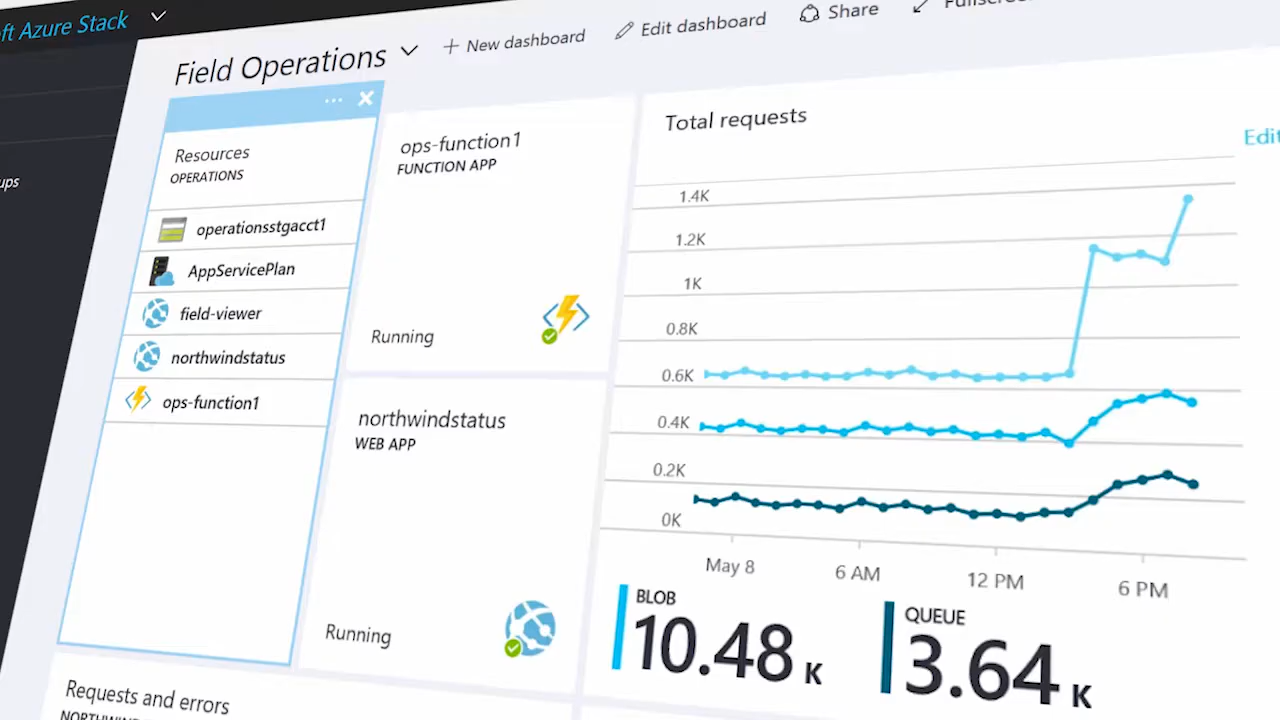 ft Azure Stack
Field Operations
New dashboard
Edit dashboard
Share
ups
Resources
OPERATIONS
operationsstgacct1
AppServicePlan
field-viewer
northwindstatus
ops-function1
ops-function1
FUNCTION APP
Running
northwindstatus
WEB APP
Running
Total requests
Edit
1.4K
1.2K
1K
0.8K
0.6K
0.4K
0.2K
0K
May 8
6 AM
12 PM
6 PM
BLOB
10.48 K
QUEUE
3.64 K
Requests and errors